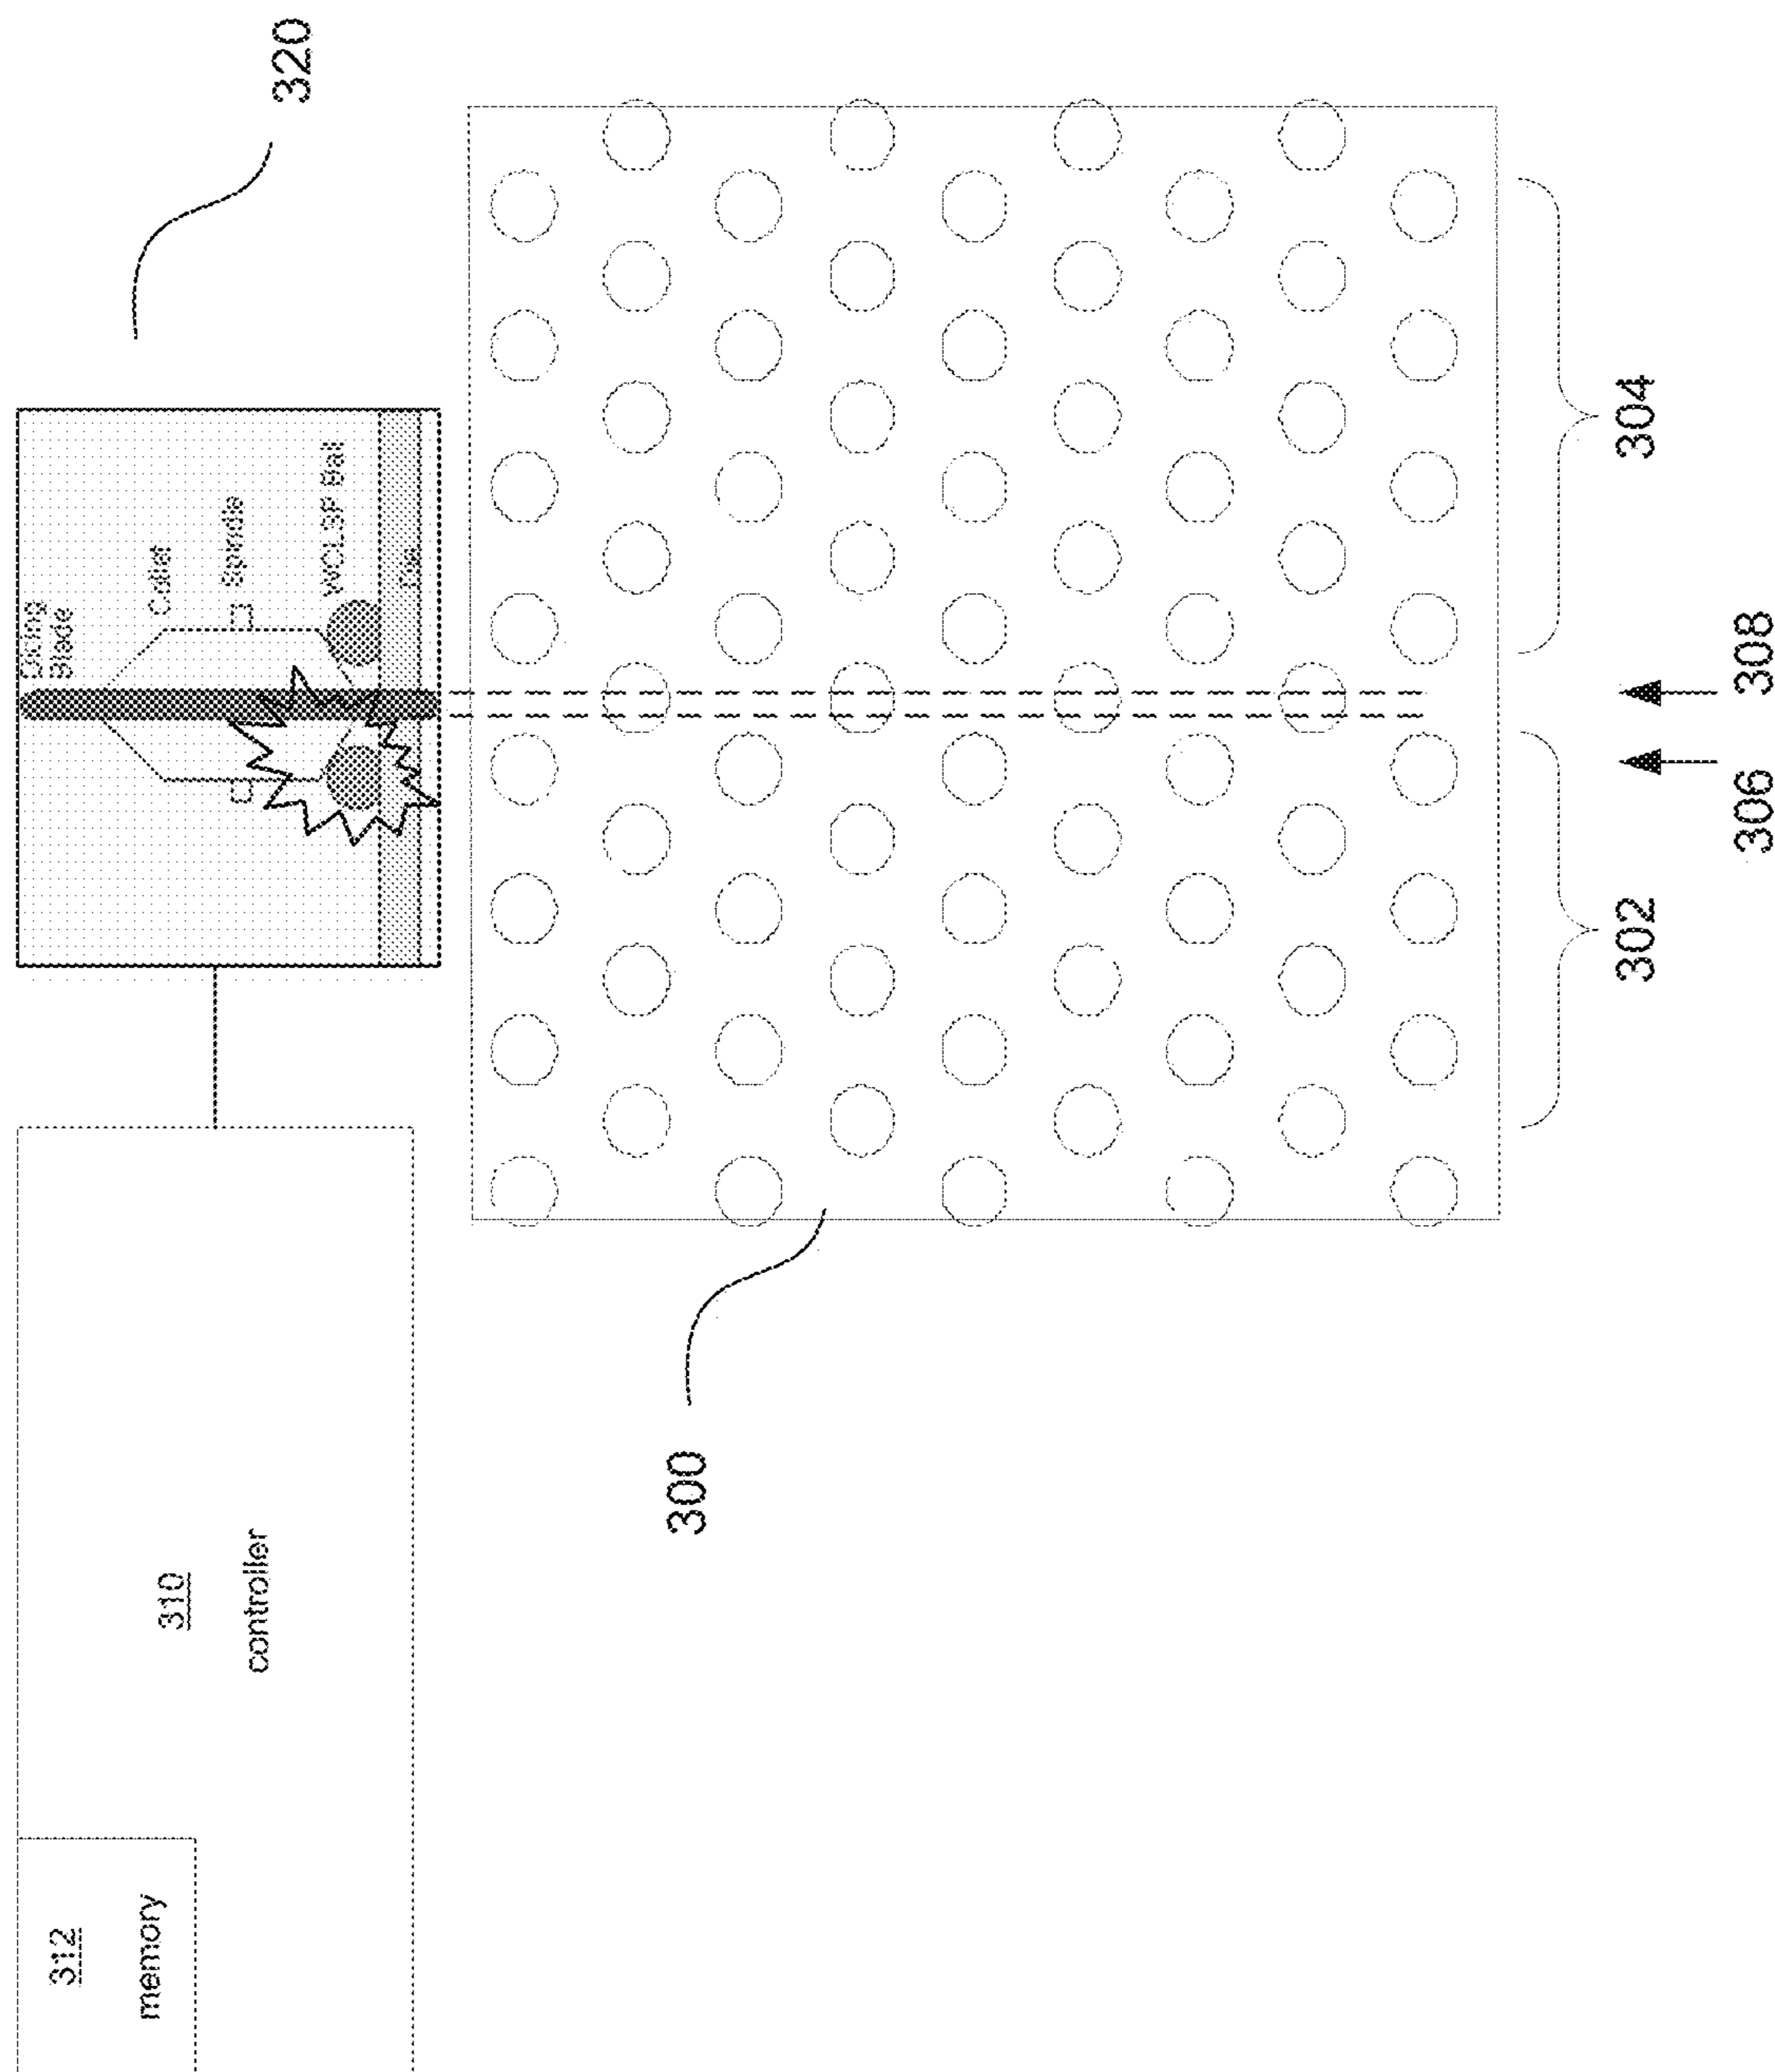 312
memory
310
controller
Dicing
Blade
Collet
Spindle
WCLSP Ball
320
300
302
304
306
308